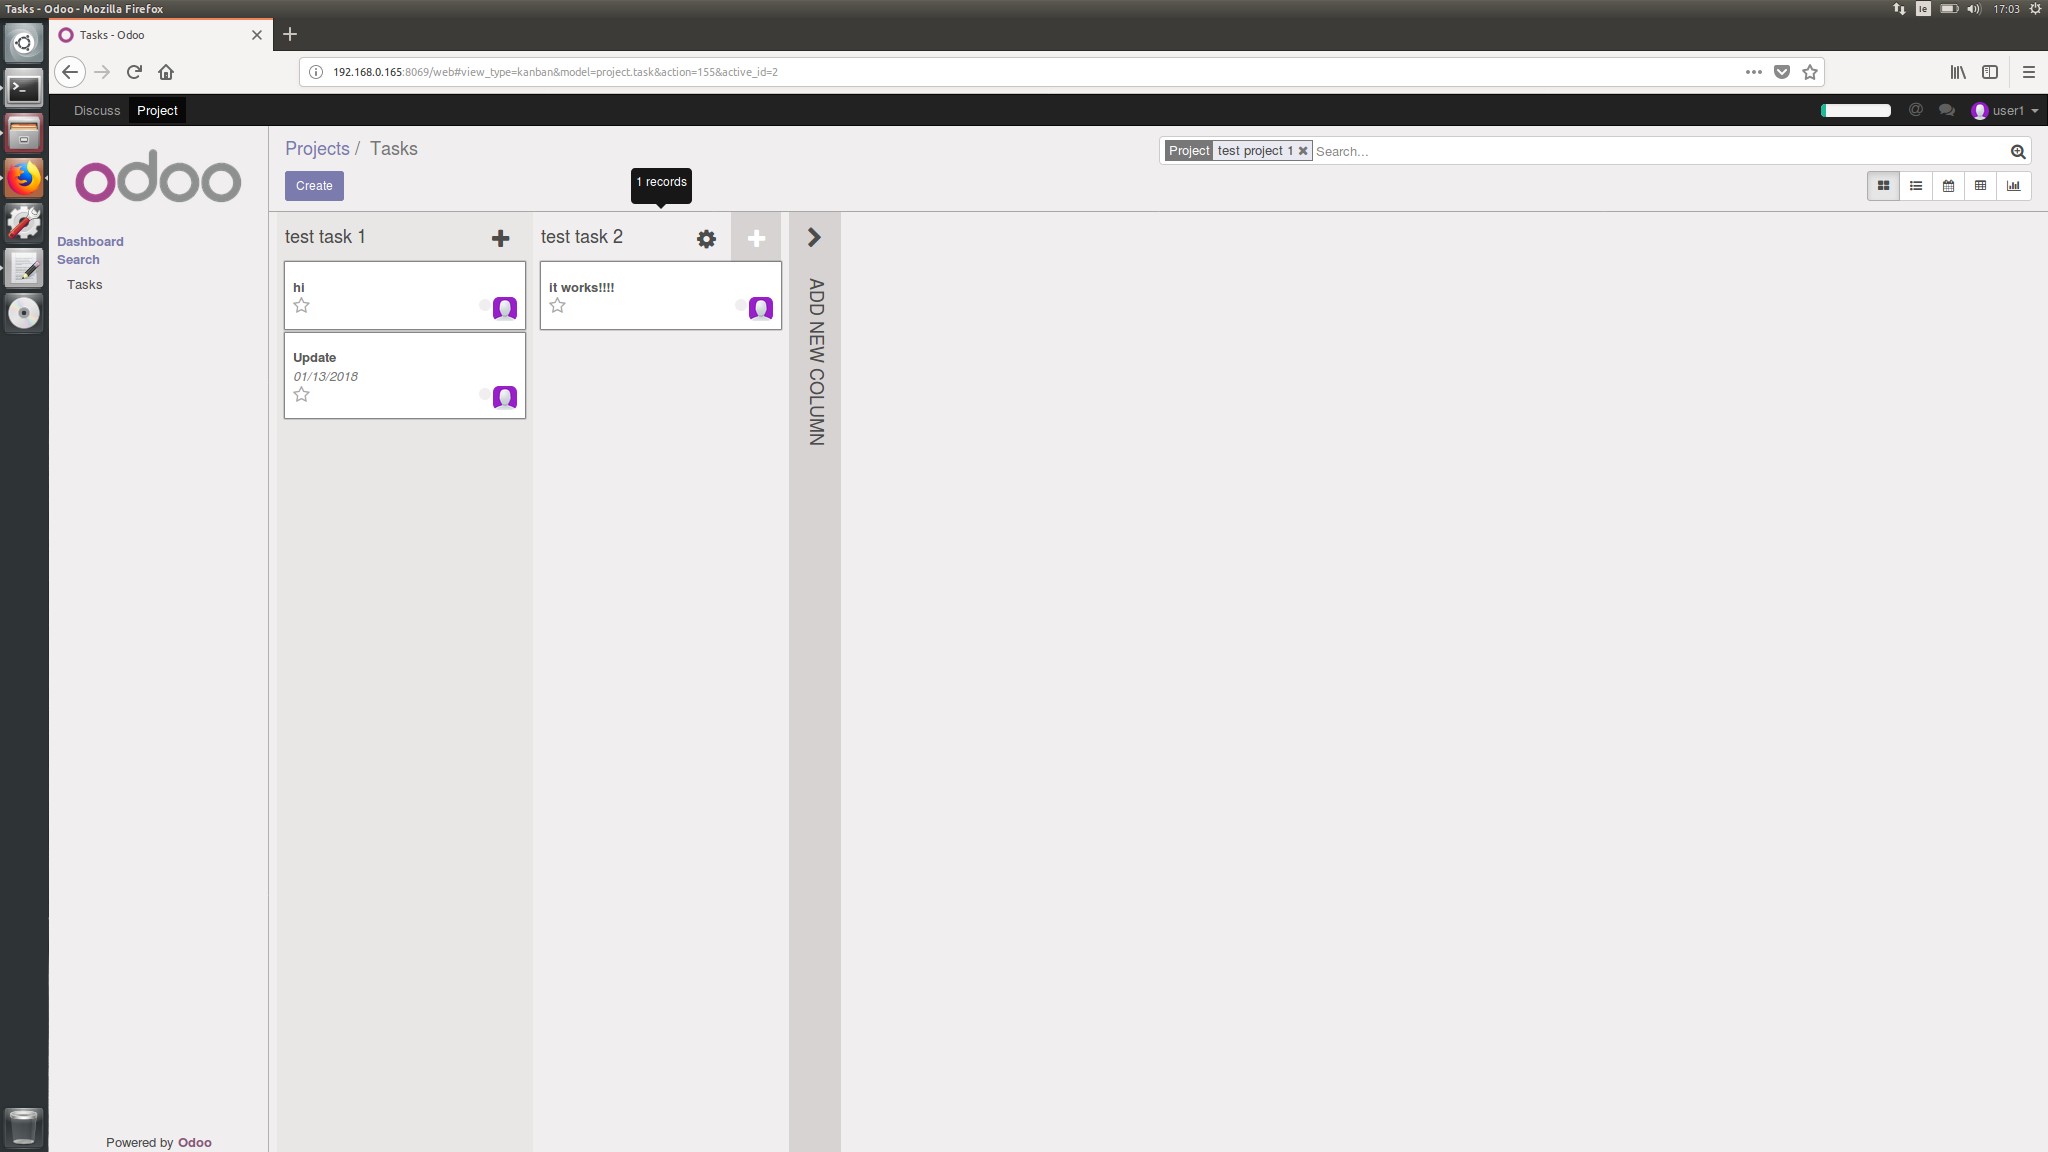 Tasks - Odoo - Mozilla Firefox
Ie
17:03
Tasks - Odoo
192.168.0.165:8069/web#view_type=kanban&model=project.task&action=155&active_id=2
Discuss
Project
@
user1
odoo
Projects / Tasks
Project
test project 1
Search...
Create
1 records
Dashboard
Search
Tasks
test task 1
hi
Update
01/13/2018
test task 2
it works!!!!
ADD NEW COLUMN
Powered by Odoo